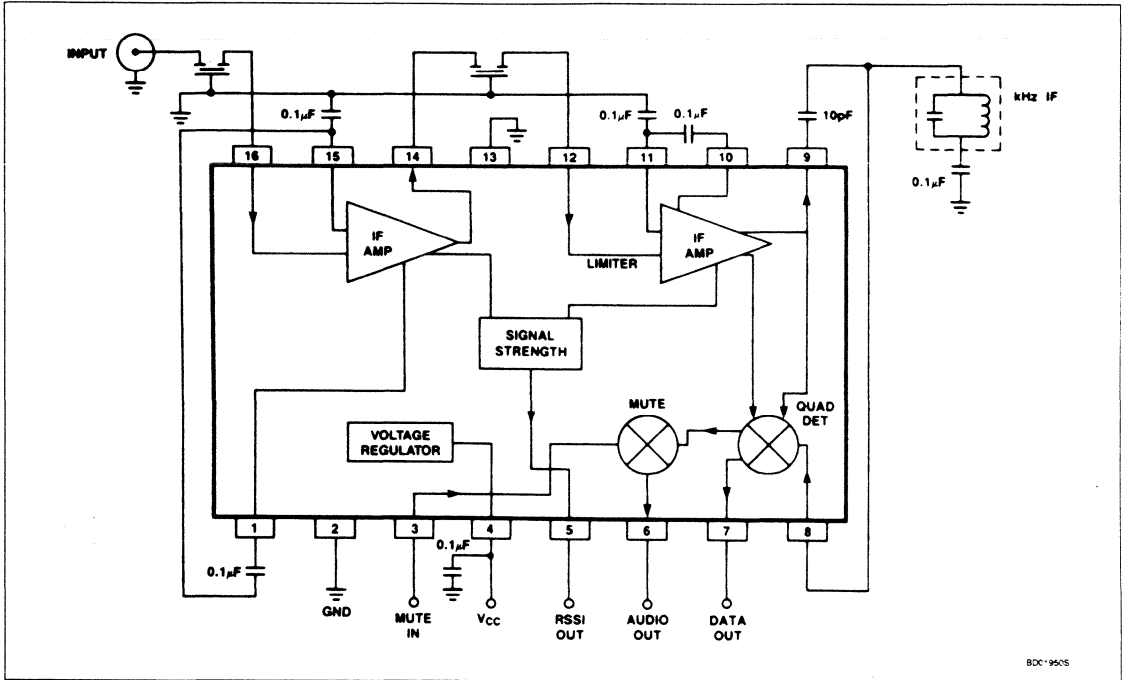 INPUT
0.1µF
0.1µF
0.1µF
10pF
kHz IF
0.1µF
16
15
14
13
12
11
10
9
IF
AMP
LIMITER
IF
AMP
SIGNAL
STRENGTH
MUTE
QUAD
DET
VOLTAGE
REGULATOR
1
2
3
4
5
6
7
8
0.1µF
0.1µF
GND
MUTE
IN
VCC
RSSI
OUT
AUDIO
OUT
DATA
OUT